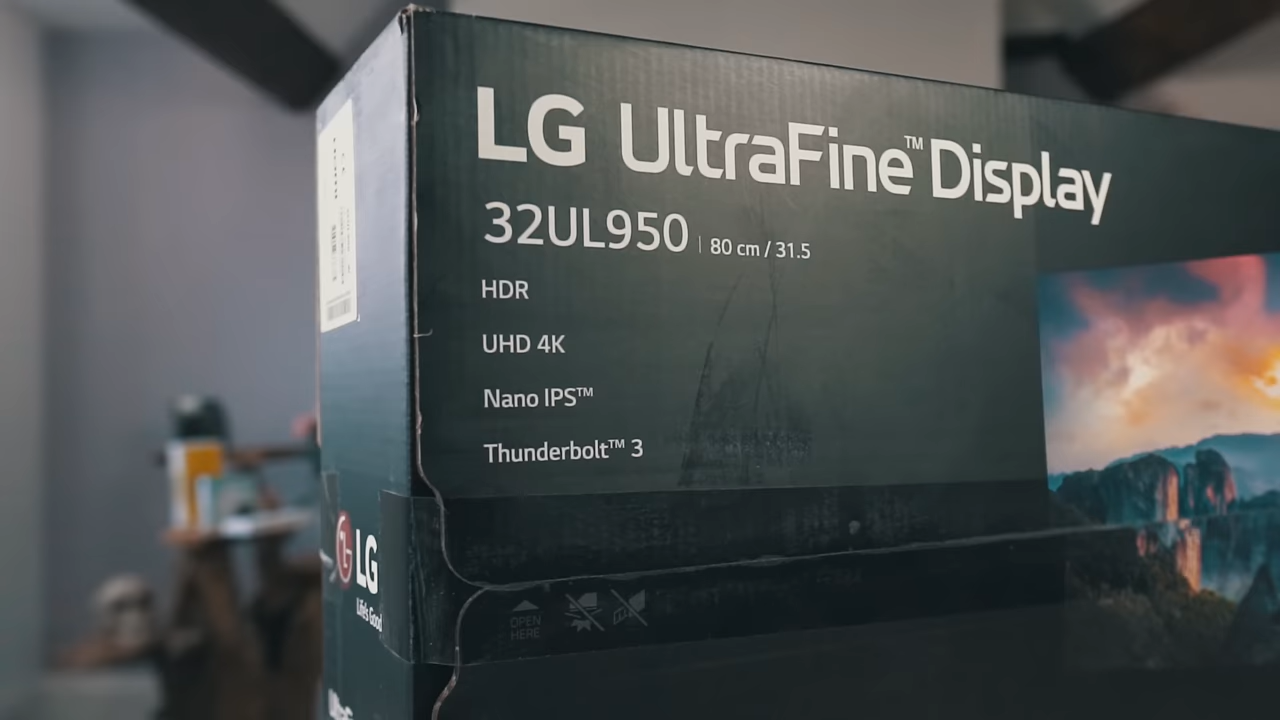 LG UltraFine™ Display
32UL950 | 80 cm / 31.5
HDR
UHD 4K
Nano IPS™
Thunderbolt™ 3
LG
Life's Good
OPEN
HERE